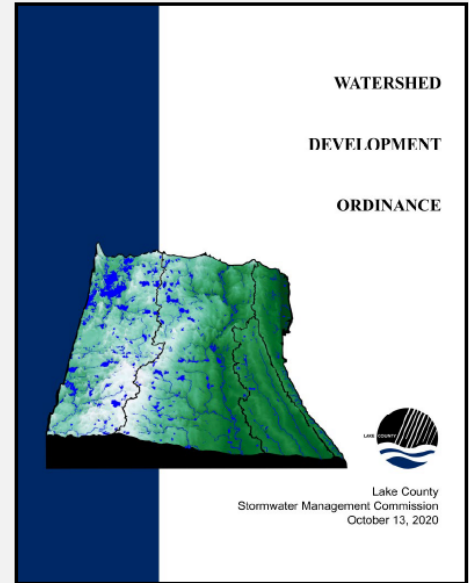 WATERSHED
DEVELOPMENT
ORDINANCE
LAKE COUNTY
Lake County
Stormwater Management Commission
October 13, 2020